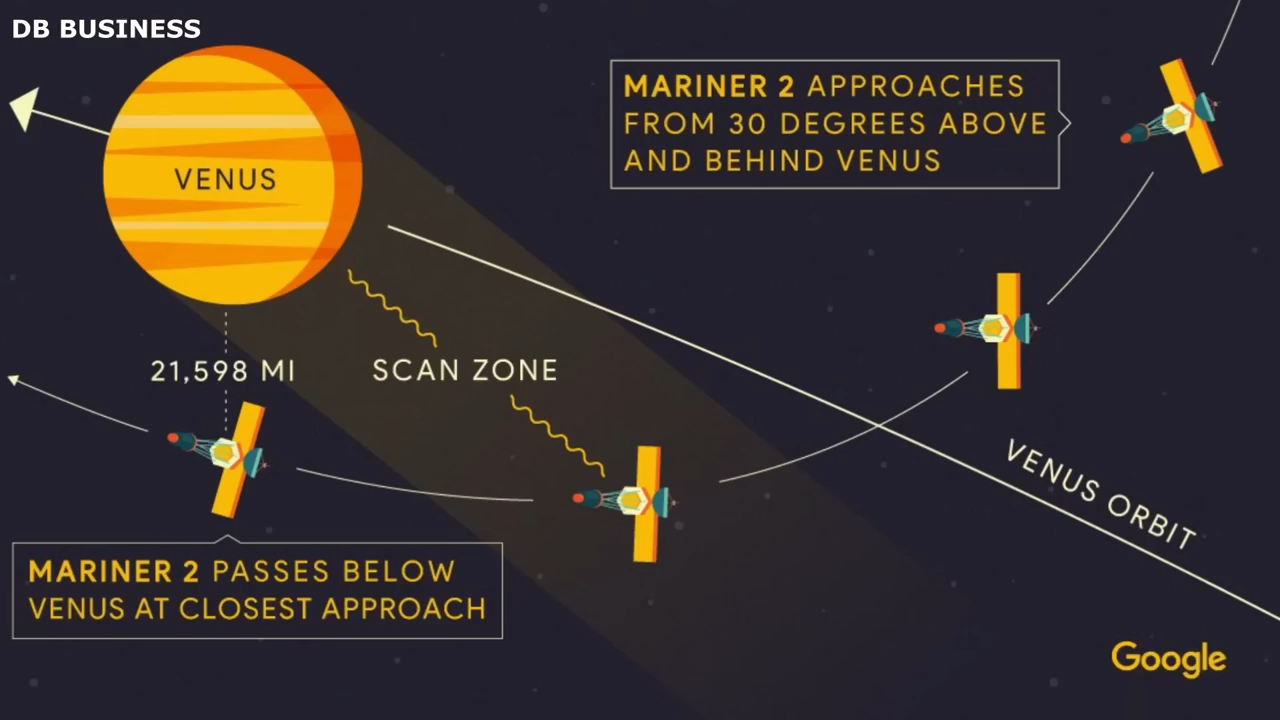 DB BUSINESS
VENUS
MARINER 2 APPROACHES
FROM 30 DEGREES ABOVE
AND BEHIND VENUS
21,598 MI
SCAN ZONE
VENUS ORBIT
MARINER 2 PASSES BELOW
VENUS AT CLOSEST APPROACH
Google